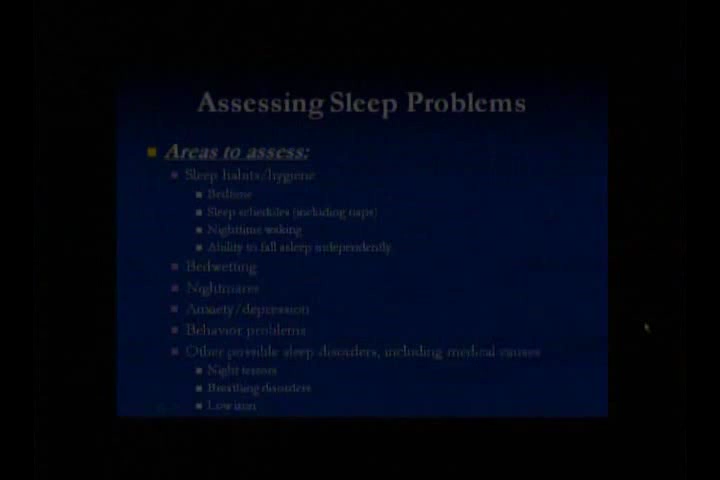 Assessing Sleep Problems
Areas to assess:
Sleep habits/hygiene
Bedtime
Sleep schedules (including naps)
Nighttime waking
Ability to fall asleep independently
Bedwetting
Nightmares
Anxiety/depression
Behavior problems
Other possible sleep disorders, including medical causes
Night terrors
Breathing disorders
Low iron